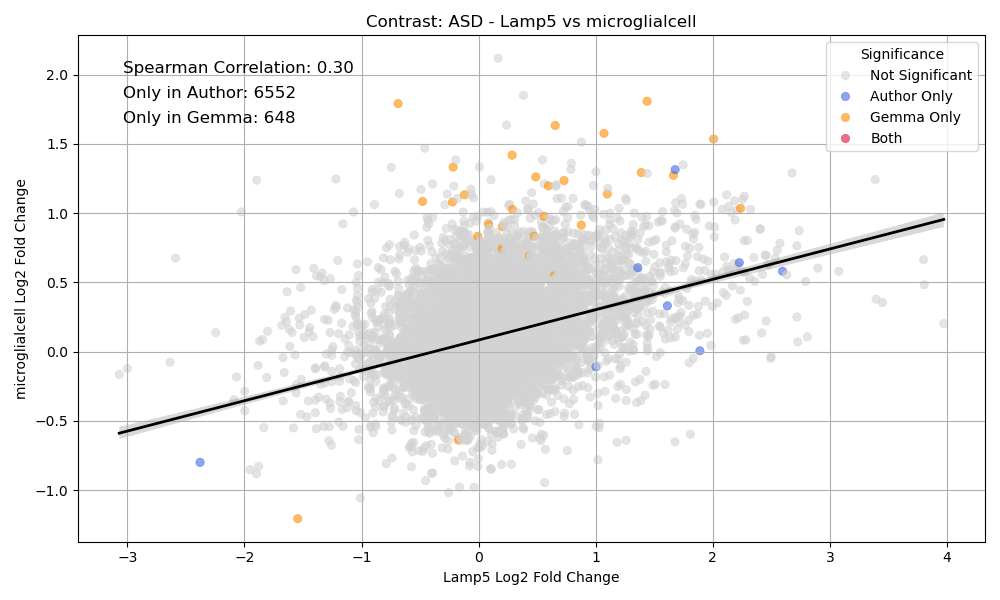 Contrast: ASD - Lamp5 vs microglialcell
Spearman Correlation: 0.30
Only in Author: 6552
Only in Gemma: 648
Significance
Not Significant
Author Only
Gemma Only
Both
microglialcell Log2 Fold Change
2.0
1.5
1.0
0.5
0.0
−0.5
−1.0
−3
−2
−1
0
1
2
3
4
Lamp5 Log2 Fold Change